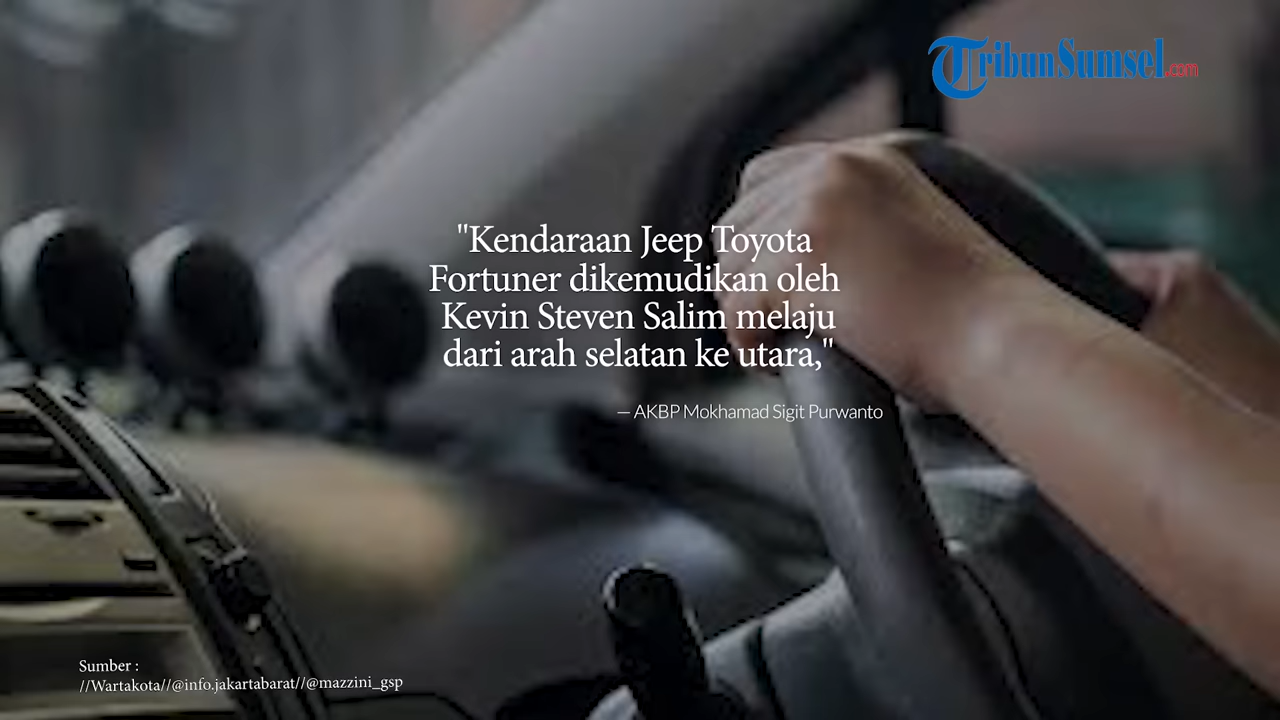 TribunSumsel.com
"Kendaraan Jeep Toyota
Fortuner dikemudikan oleh
Kevin Steven Salim melaju
dari arah selatan ke utara,"
— AKBP Mokhamad Sigit Purwanto
Sumber :
//Wartakota//@info.jakartabarat//@mazzini_gsp